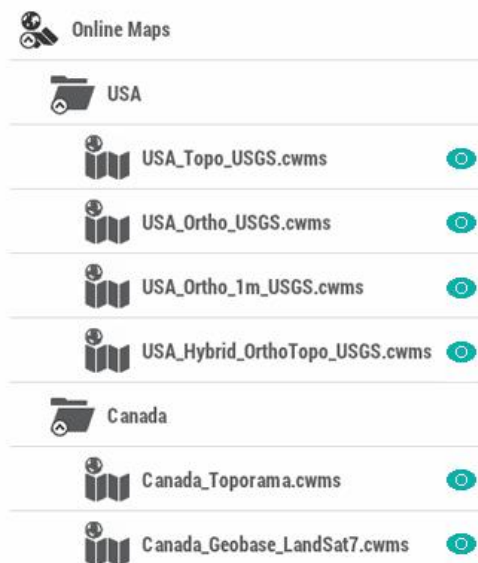 Online Maps
USA
USA_Topo_USGS.cwms
USA_Ortho_USGS.cwms
USA_Ortho_1m_USGS.cwms
USA_Hybrid_OrthoTopo_USGS.cwms
Canada
Canada_Toporama.cwms
Canada_Geobase_LandSat7.cwms